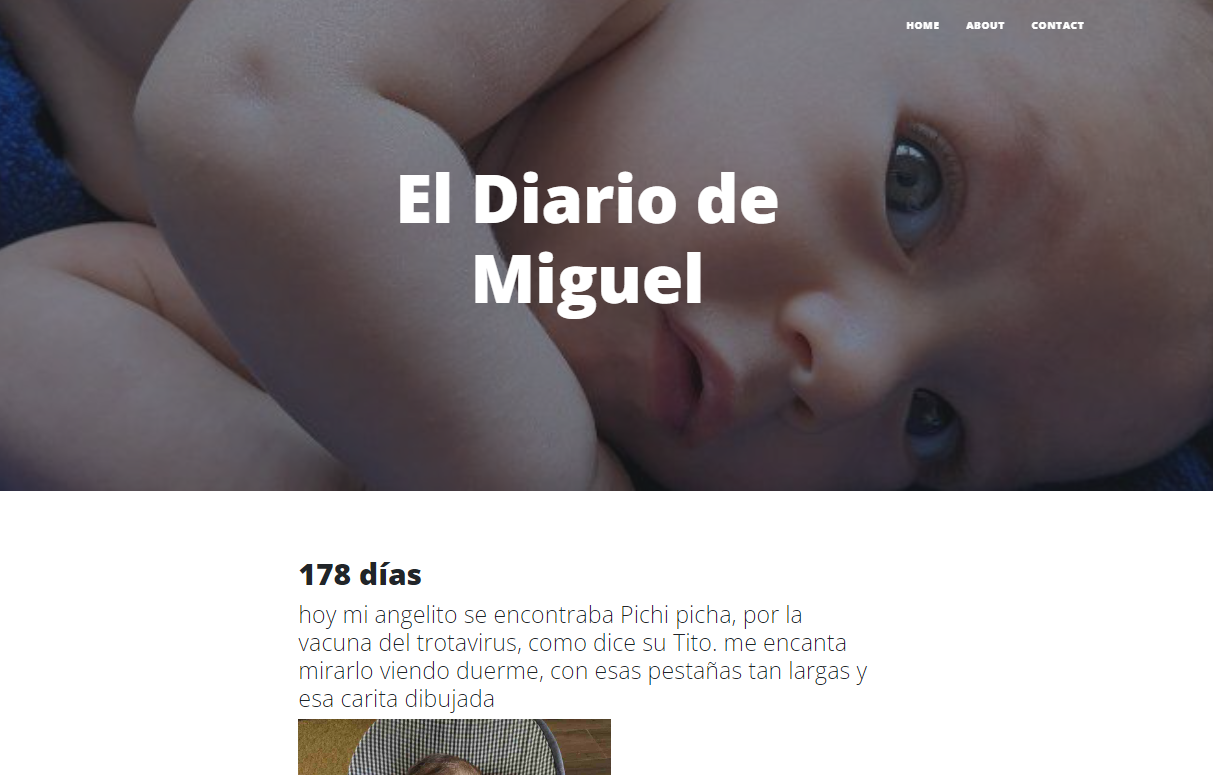 HOME ABOUT CONTACT
El Diario de
Miguel
178 días
hoy mi angelito se encontraba Pichi picha, por la
vacuna del trotavirus, como dice su Tito. me encanta
mirarlo viendo duerme, con esas pestañas tan largas y
esa carita dibujada